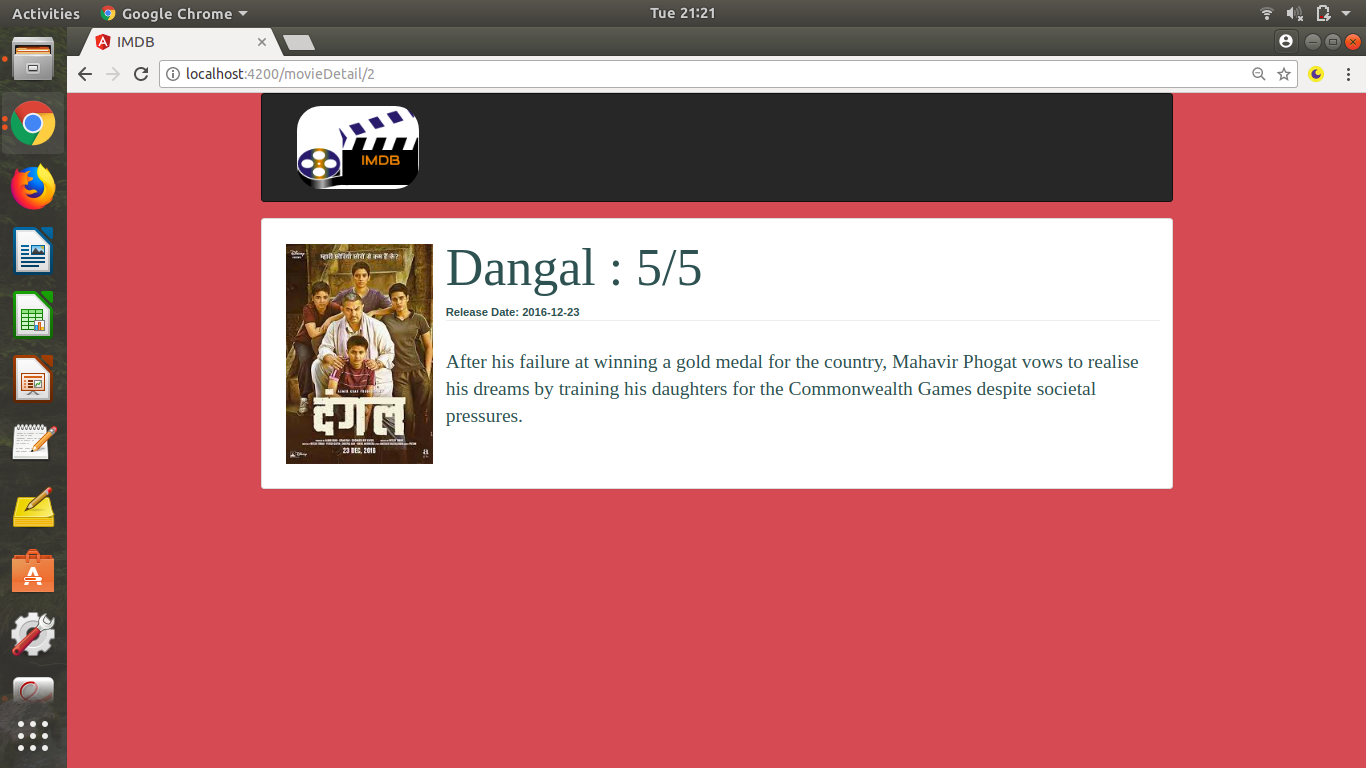 Activities
Google Chrome
Tue 21:21
IMDB
localhost:4200/movieDetail/2
IMDB
Disney
म्हारी छोरियाँ छोरों से कम हैं के?
दंगल
23 DEC, 2016
Disney
Dangal : 5/5
Release Date: 2016-12-23
After his failure at winning a gold medal for the country, Mahavir Phogat vows to realise
his dreams by training his daughters for the Commonwealth Games despite societal
pressures.